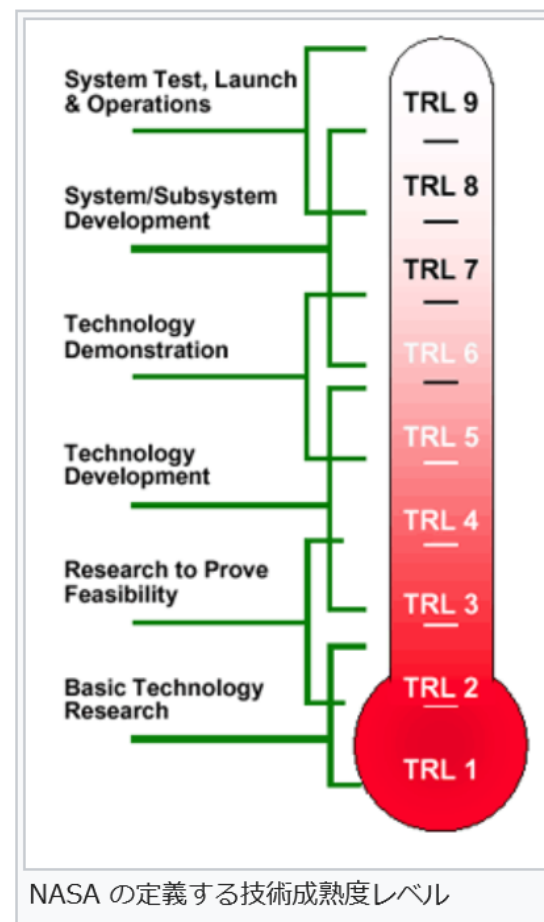 System Test, Launch
& Operations
System/Subsystem
Development
Technology
Demonstration
Technology
Development
Research to Prove
Feasibility
Basic Technology
Research
TRL 9
TRL 8
TRL 7
TRL 6
TRL 5
TRL 4
TRL 3
TRL 2
TRL 1
NASA の定義する技術成熟度レベル